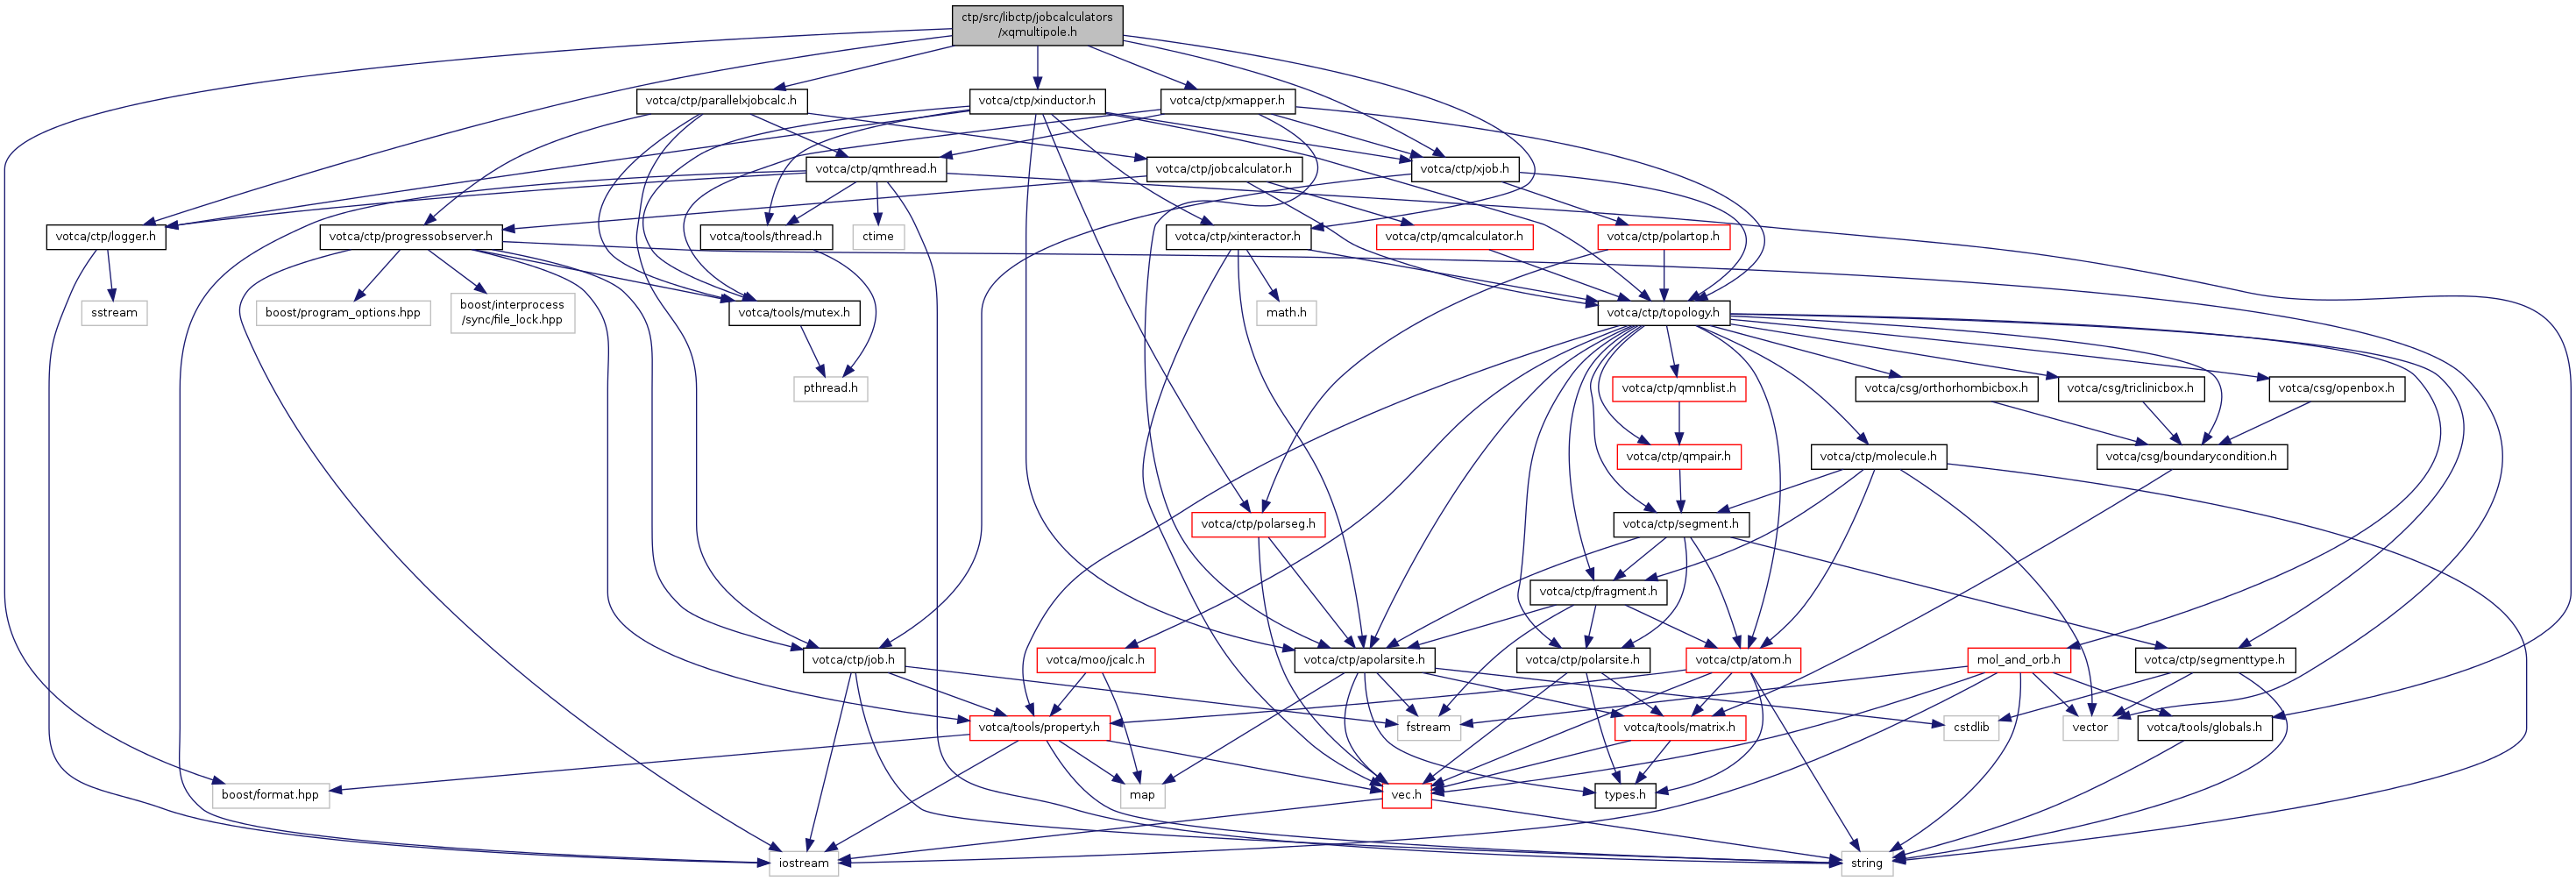 ctp/src/libctp/jobcalculators
/xqmultipole.h
votca/ctp/parallelxjobcalc.h
votca/ctp/xinductor.h
votca/ctp/xmapper.h
votca/ctp/qmthread.h
votca/ctp/jobcalculator.h
votca/ctp/xjob.h
votca/ctp/logger.h
votca/ctp/progressobserver.h
votca/tools/thread.h
ctime
votca/ctp/xinteractor.h
votca/ctp/qmcalculator.h
votca/ctp/polartop.h
sstream
boost/program_options.hpp
boost/interprocess
/sync/file_lock.hpp
votca/tools/mutex.h
math.h
votca/ctp/topology.h
pthread.h
votca/ctp/qmnblist.h
votca/csg/orthorhombicbox.h
votca/csg/triclinicbox.h
votca/csg/openbox.h
votca/ctp/qmpair.h
votca/ctp/molecule.h
votca/csg/boundarycondition.h
votca/ctp/polarseg.h
votca/ctp/segment.h
votca/ctp/fragment.h
votca/ctp/job.h
votca/moo/jcalc.h
votca/ctp/apolarsite.h
votca/ctp/polarsite.h
votca/ctp/atom.h
mol_and_orb.h
votca/ctp/segmenttype.h
votca/tools/property.h
fstream
votca/tools/matrix.h
cstdlib
vector
votca/tools/globals.h
boost/format.hpp
map
vec.h
types.h
iostream
string